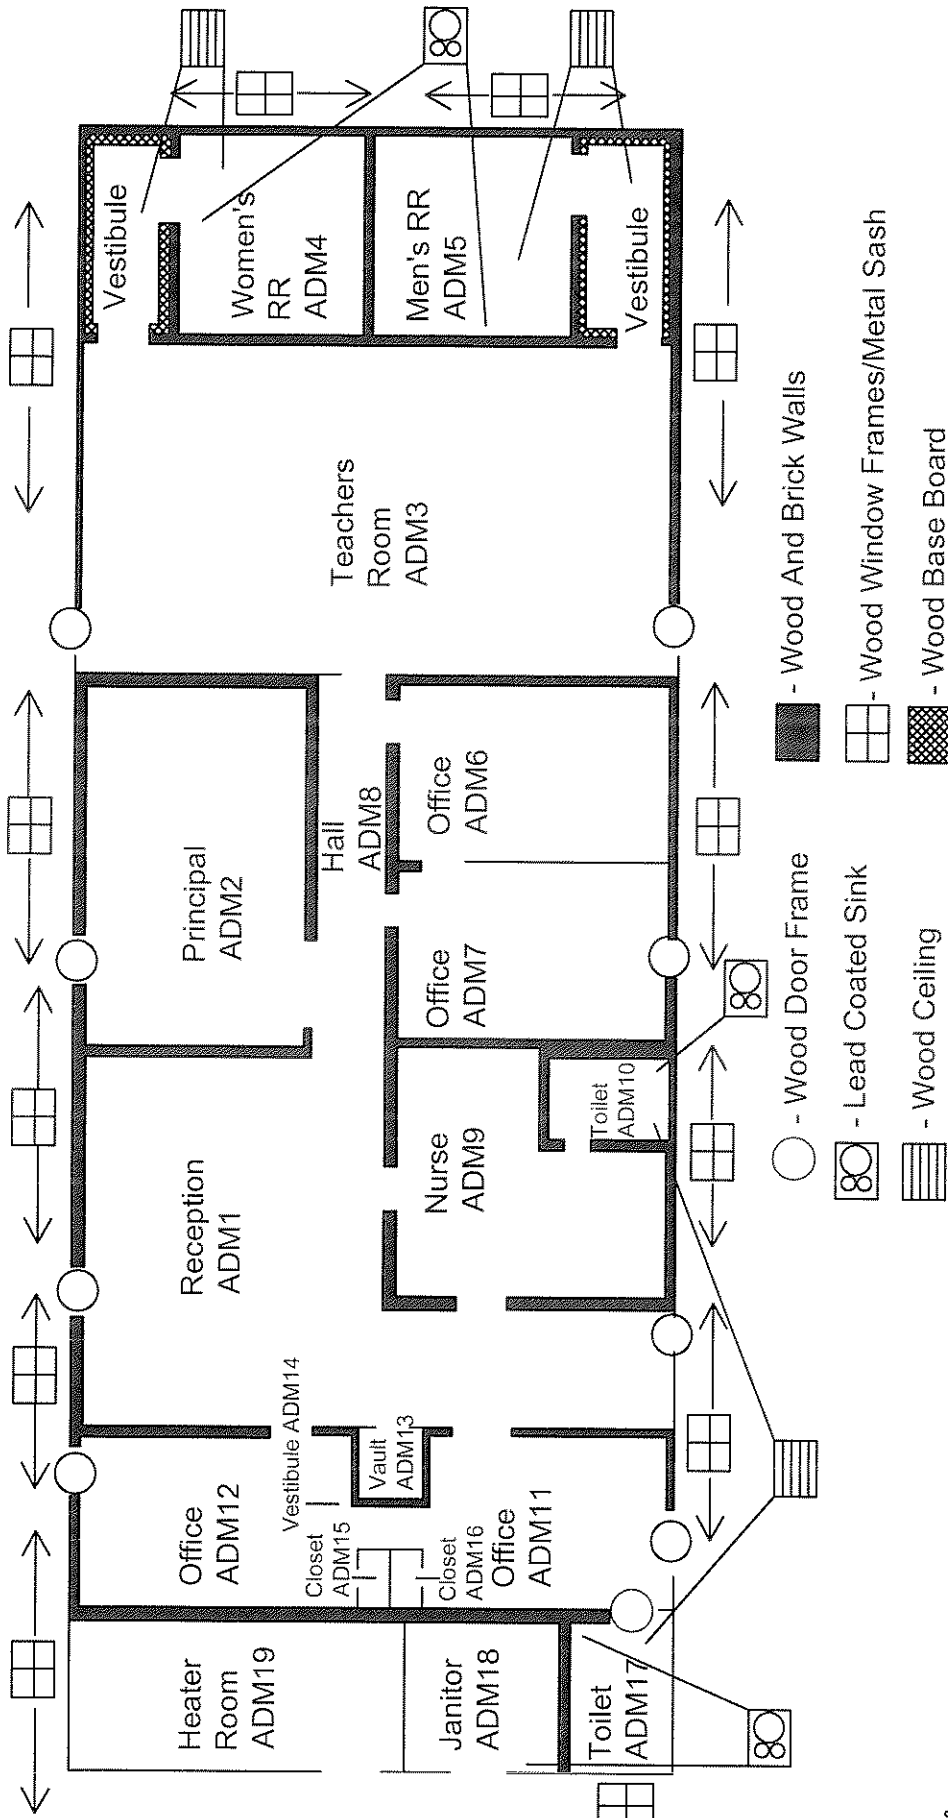 Heater
Room
ADM19
Janitor
ADM18
Toilet
ADM17
Office
ADM12
Vestibule ADM14
Closet
ADM15
Vault
ADM13
Closet
ADM16
Office
ADM11
Reception
ADM1
Nurse
ADM9
Toilet
ADM10
Principal
ADM2
Hall
ADM8
Office
ADM7
Office
ADM6
Teachers
Room
ADM3
Vestibule
Women's
RR
ADM4
Men's RR
ADM5
Vestibule
- Wood Door Frame
- Lead Coated Sink
- Wood Ceiling
- Wood And Brick Walls
- Wood Window Frames/Metal Sash
- Wood Base Board